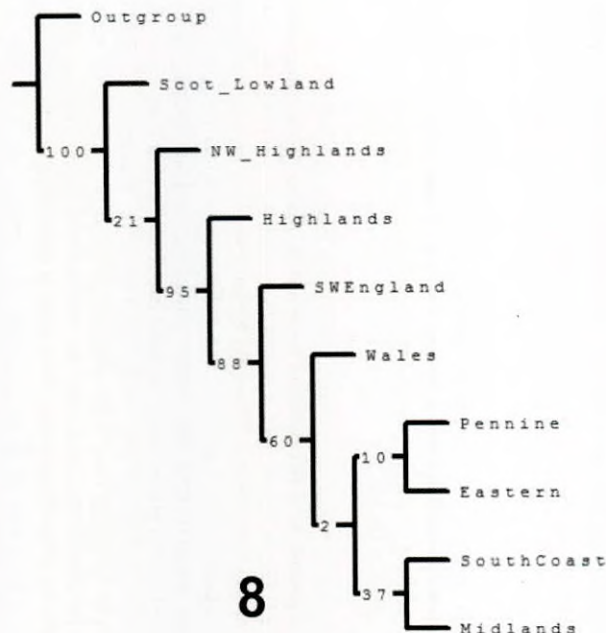 Outgroup
Scot_Lowland
100
NW_Highlands
21
Highlands
95
SWEngland
88
Wales
60
Pennine
10
Eastern
2
SouthCoast
37
8
Midlands